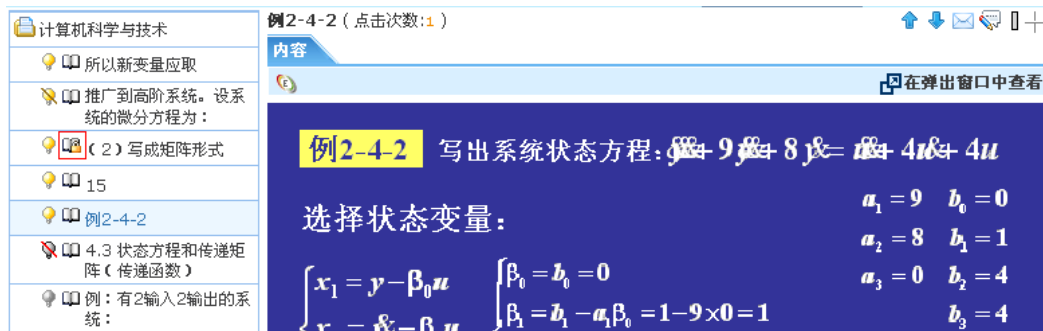 计算机科学与技术
所以新变量应取
推广到高阶系统。设系
统的微分方程为：
（2）写成矩阵形式
15
例2-4-2
4.3 状态方程和传递矩
阵（传递函数）
例：有2输入2输出的系
统：
例2-4-2（点击次数:1）
内容
在弹出窗口中查看
例2-4-2 写出系统状态方程: + 9 + 8 = + 4 + 4u
选择状态变量：
a₁ = 9 b₀ = 0
a₂ = 8 b₁ = 1
a₃ = 0 b₂ = 4
b₃ = 4
x₁ = y − β₀u
β₀ = b₀ = 0
β₁ = b₁ − a₁β₀ = 1−9×0 = 1